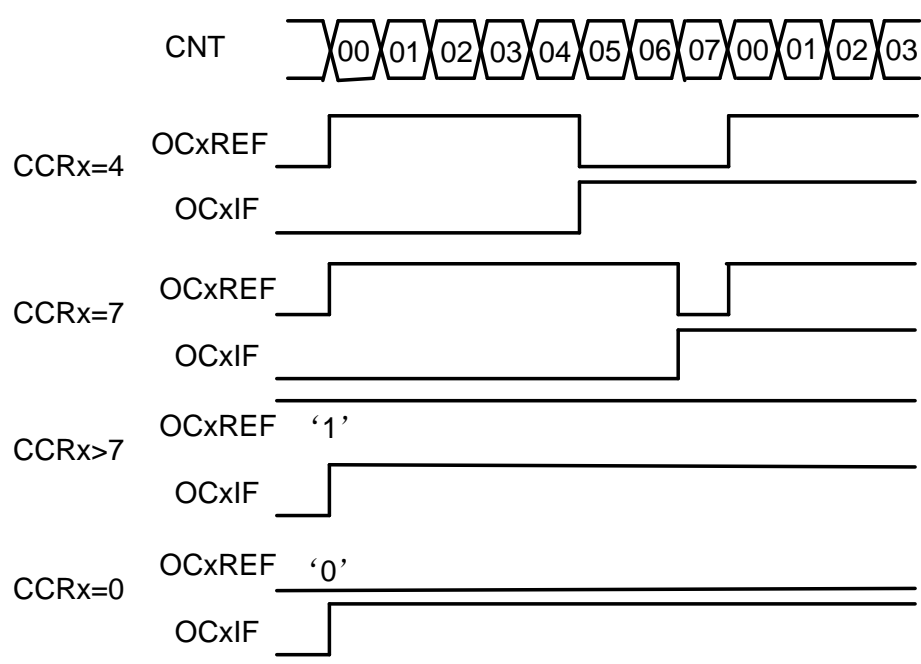 CNT 00 01 02 03 04 05 06 07 00 01 02 03
OCxREF
CCRx=4
OCxIF
OCxREF
CCRx=7
OCxIF
OCxREF ‘1’
CCRx>7
OCxIF
OCxREF ‘0’
CCRx=0
OCxIF